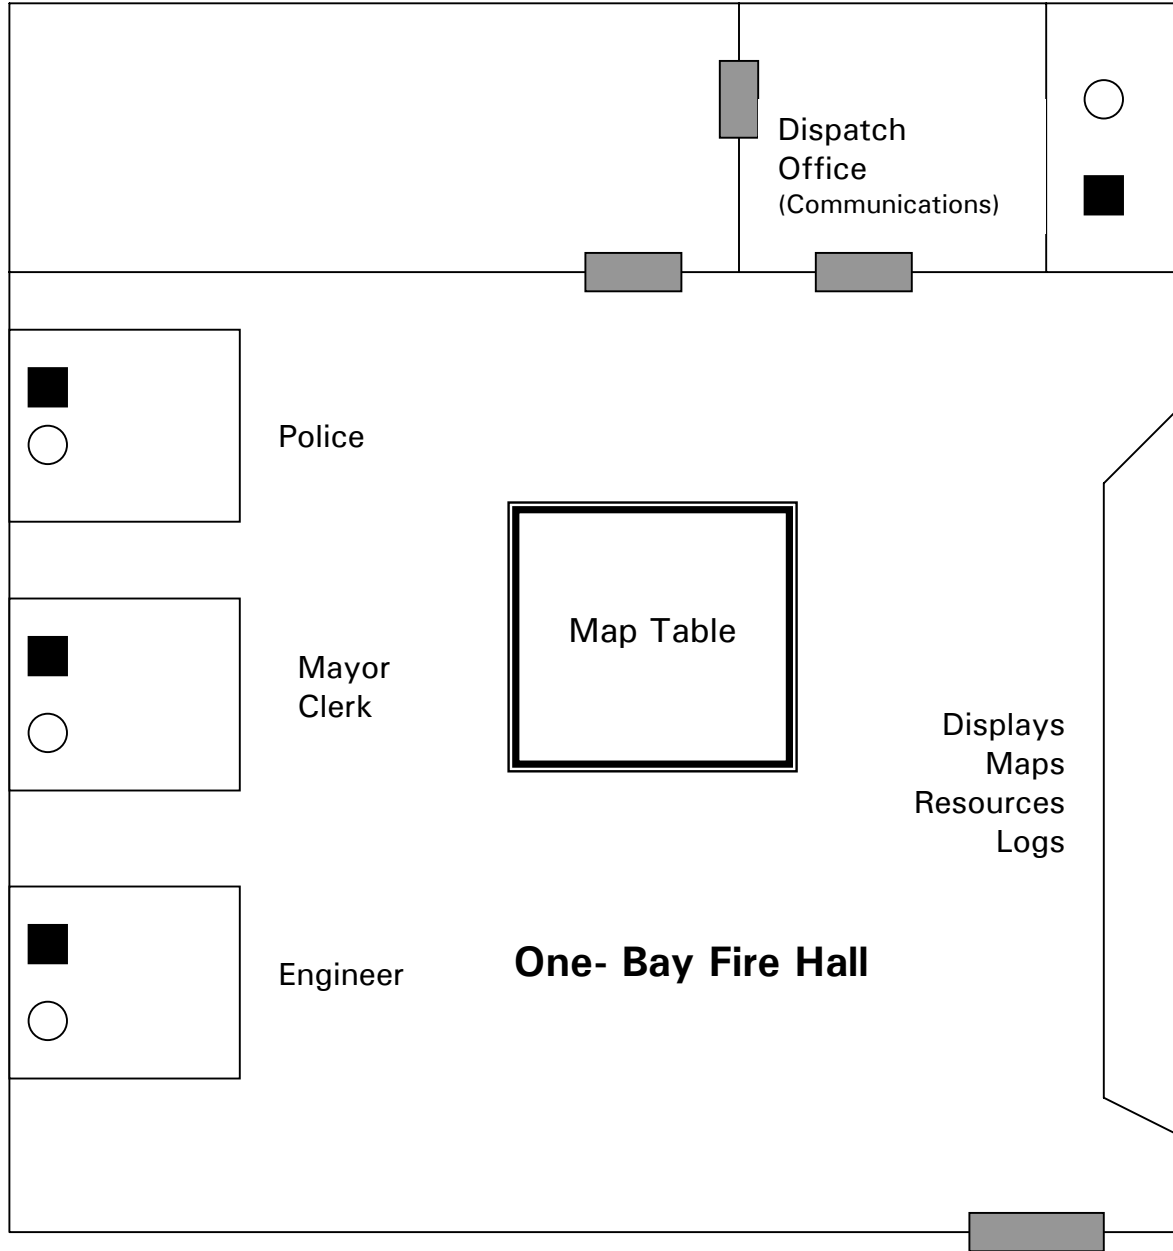 Dispatch
Office
(Communications)
Police
Map Table
Mayor
Clerk
Displays
Maps
Resources
Logs
Engineer
One- Bay Fire Hall